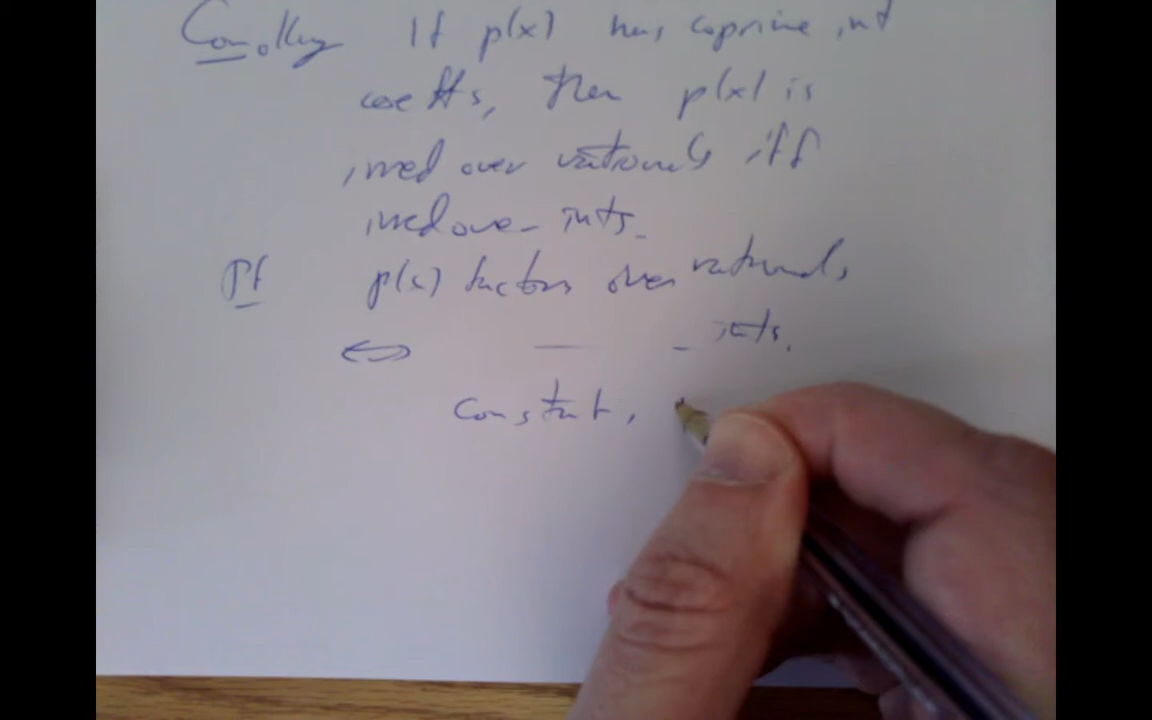 Corollary If p(x) has coprime int
coeffs, then p(x) is
irred over rationals iff
irred over ints.
Pf p(x) factors over rationals
⇔ — - ints.
constant,